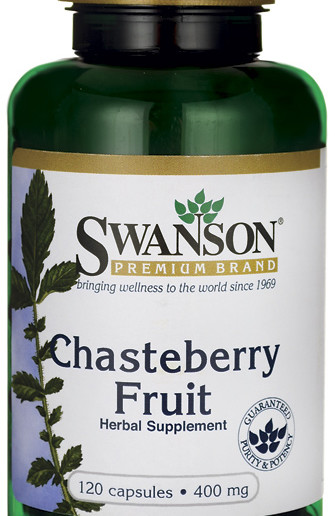 SWANSON®
PREMIUM BRAND
bringing wellness to the world since 1969
Chasteberry
Fruit
Herbal Supplement
GUARANTEED
PURITY & POTENCY
120 capsules • 400 mg